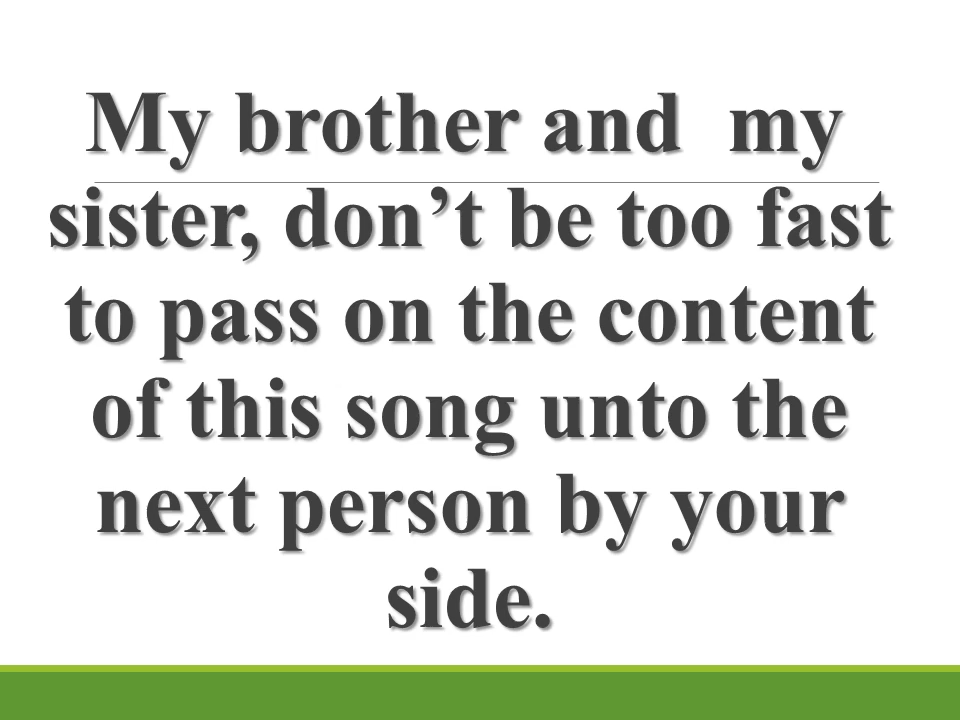 My brother and  my
sister, don’t be too fast
to pass on the content
of this song unto the
next person by your
side.